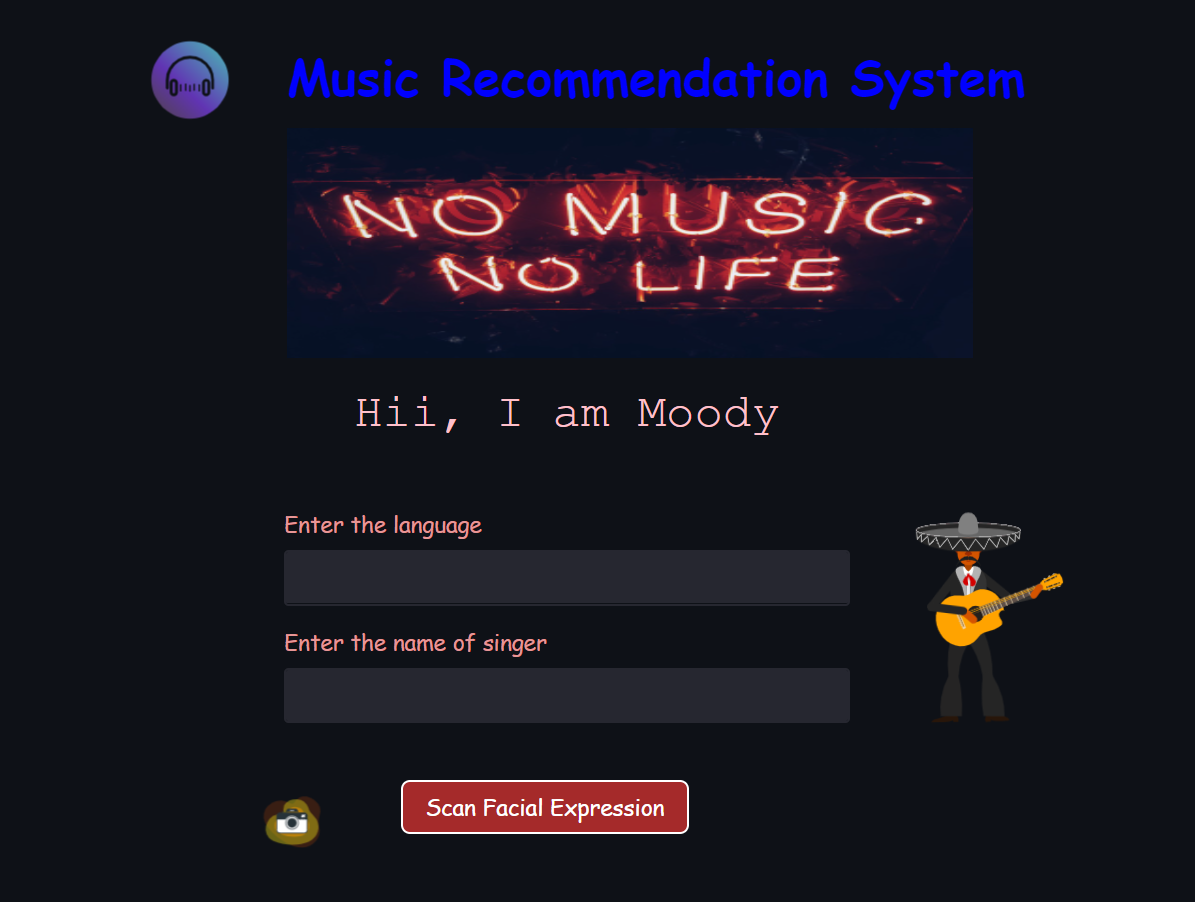 Music Recommendation System
NO MUSIC
NO LIFE
Hii, I am Moody
Enter the language
Enter the name of singer
Scan Facial Expression